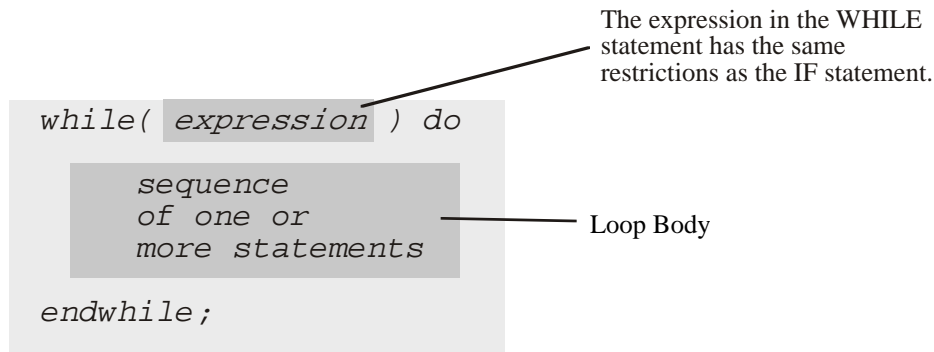 The expression in the WHILE
statement has the same
restrictions as the IF statement.
while( expression ) do
sequence
of one or
more statements
Loop Body
endwhile;